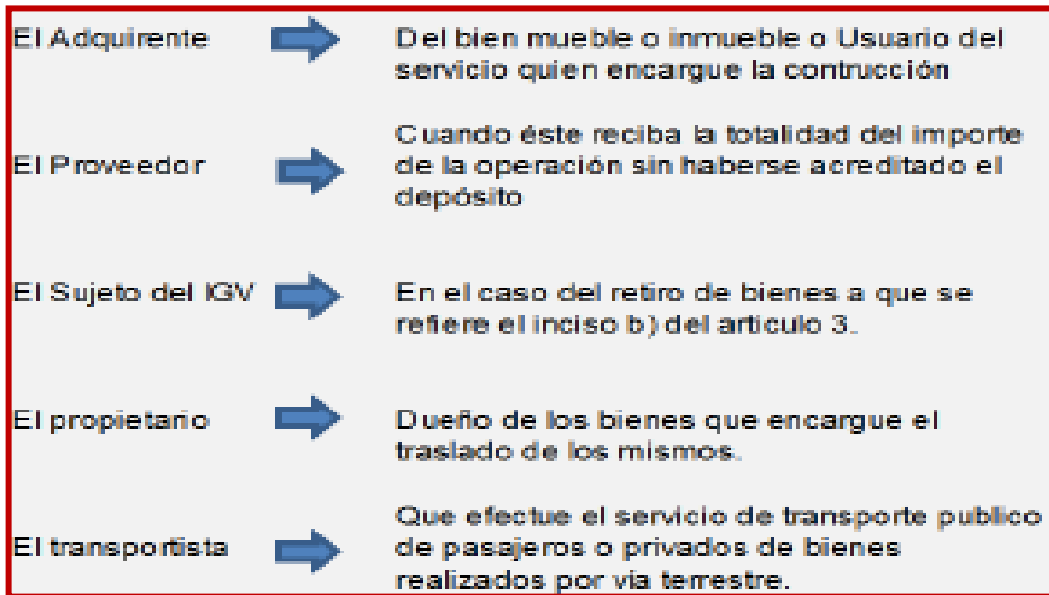 El Adquirente
Del bien mueble o inmueble o Usuario del
servicio quien encargue la contrucción
El Proveedor
Cuando éste reciba la totalidad del importe
de la operación sin haberse acreditado el
depósito
El Sujeto del IGV
En el caso del retiro de bienes a que se
refiere el inciso b) del articulo 3.
El propietario
Dueño de los bienes que encargue el
traslado de los mismos.
El transportista
Que efectue el servicio de transporte publico
de pasajeros o privados de bienes
realizados por via terrestre.